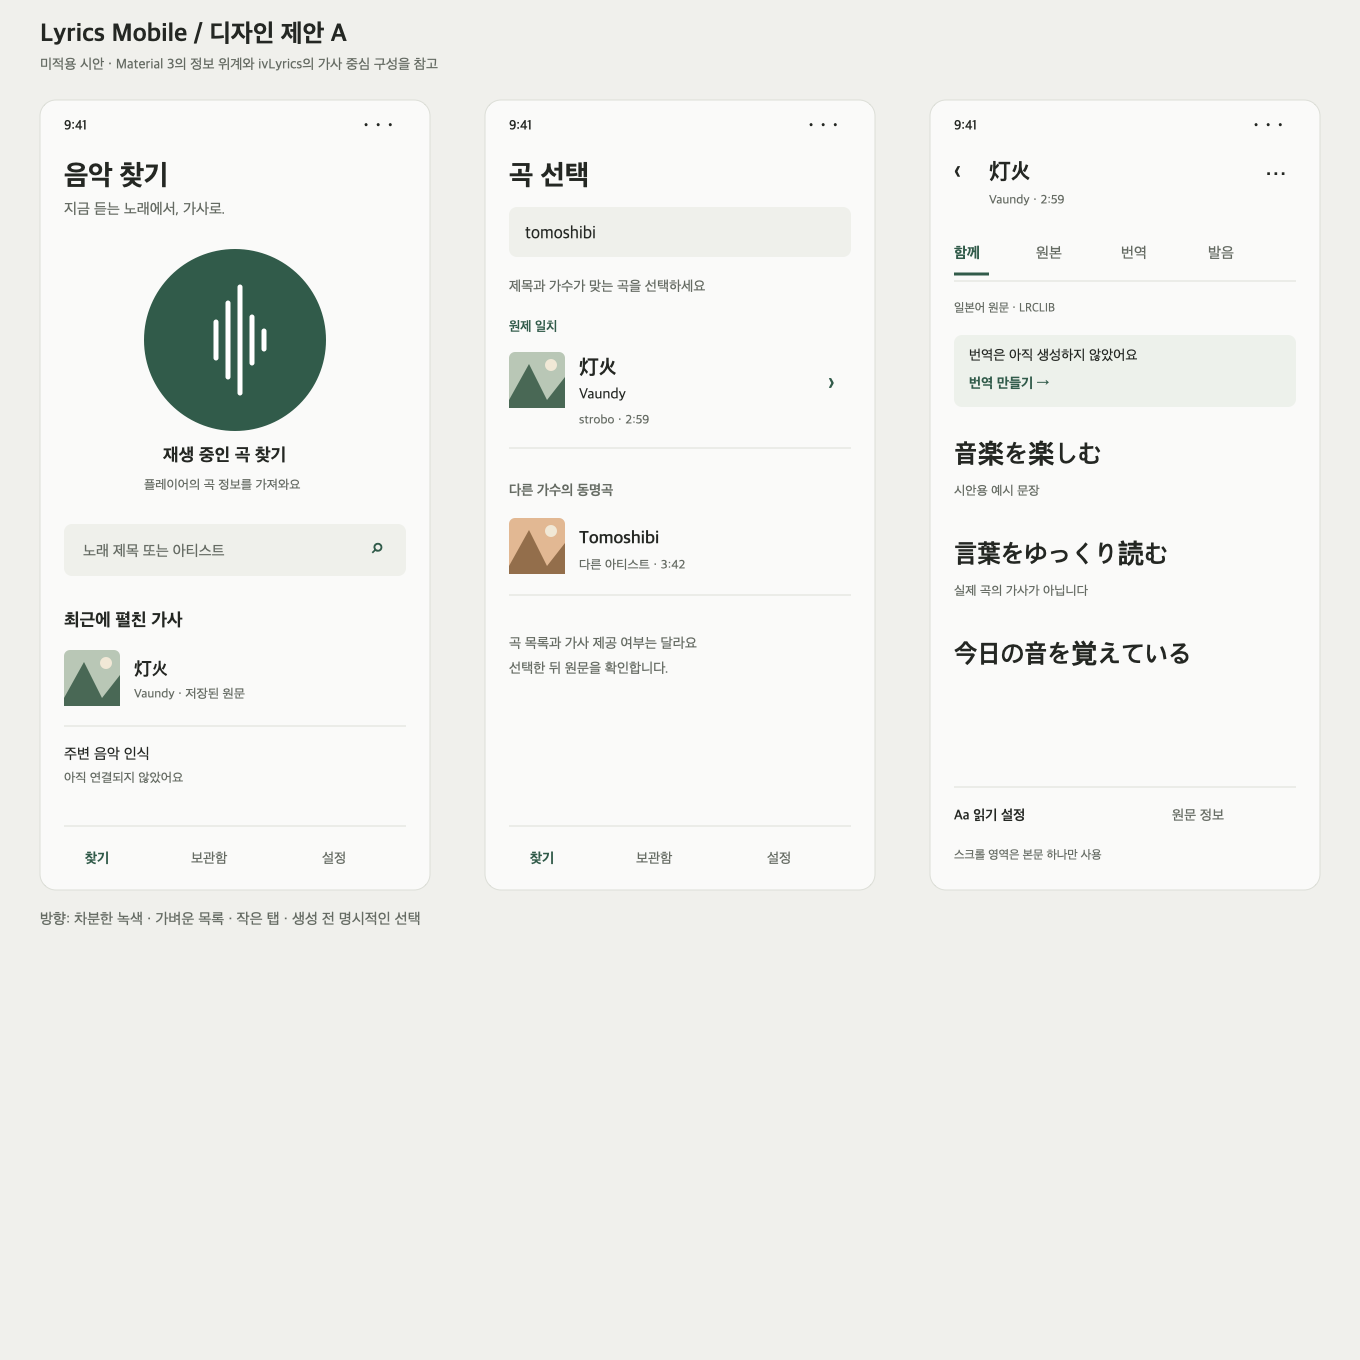 Lyrics Mobile / 디자인 제안 A
미적용 시안 · Material 3의 정보 위계와 ivLyrics의 가사 중심 구성을 참고
9:41
음악 찾기
지금 듣는 노래에서, 가사로.
재생 중인 곡 찾기
플레이어의 곡 정보를 가져와요
노래 제목 또는 아티스트
최근에 펼친 가사
灯火
Vaundy · 저장된 원문
주변 음악 인식
아직 연결되지 않았어요
찾기 보관함 설정
9:41
곡 선택
tomoshibi
제목과 가수가 맞는 곡을 선택하세요
원제 일치
灯火
Vaundy
strobo · 2:59
다른 가수의 동명곡
Tomoshibi
다른 아티스트 · 3:42
곡 목록과 가사 제공 여부는 달라요
선택한 뒤 원문을 확인합니다.
찾기 보관함 설정
9:41
灯火
Vaundy · 2:59
함께 원본 번역 발음
일본어 원문 · LRCLIB
번역은 아직 생성하지 않았어요
번역 만들기 →
音楽を楽しむ
시안용 예시 문장
言葉をゆっくり読む
실제 곡의 가사가 아닙니다
今日の音を覚えている
Aa 읽기 설정 원문 정보
스크롤 영역은 본문 하나만 사용
방향: 차분한 녹색 · 가벼운 목록 · 작은 탭 · 생성 전 명시적인 선택